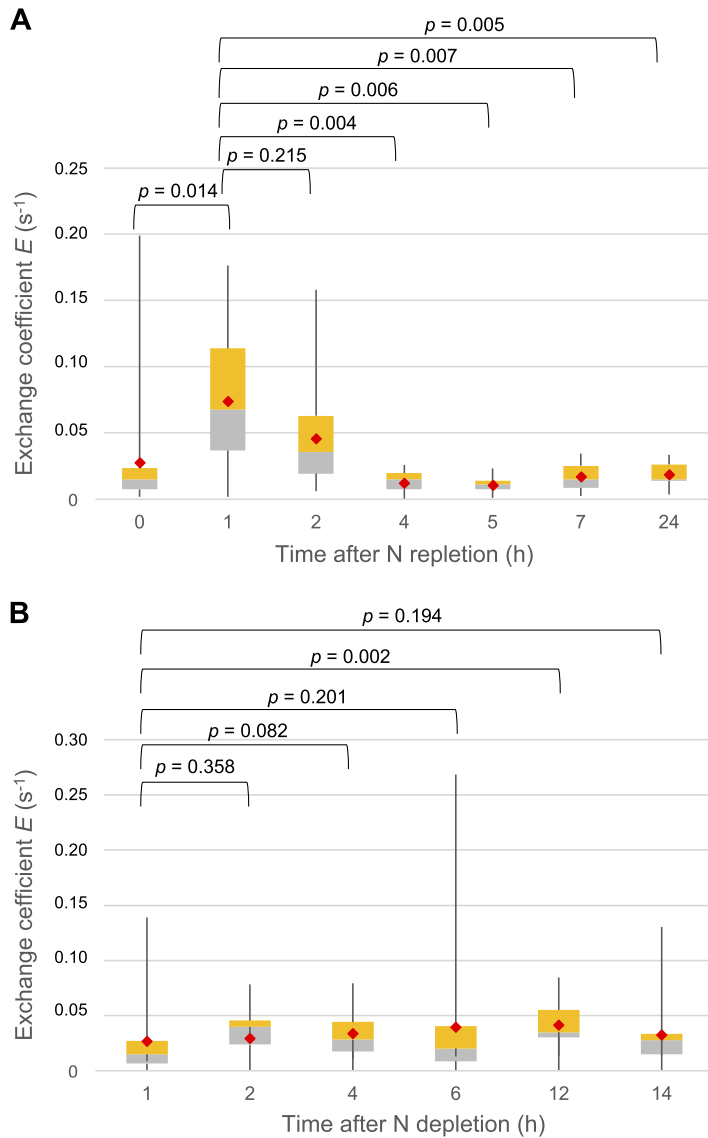 A
p = 0.005
p = 0.007
p = 0.006
p = 0.004
p = 0.215
p = 0.014
0.25
0.20
0.15
0.10
0.05
0
Exchange coefficient E (s⁻¹)
0 1 2 4 5 7 24
Time after N repletion (h)
B
p = 0.194
p = 0.002
p = 0.201
p = 0.082
p = 0.358
0.30
0.25
0.20
0.15
0.10
0.05
0
Exchange cefficient E (s⁻¹)
1 2 4 6 12 14
Time after N depletion (h)